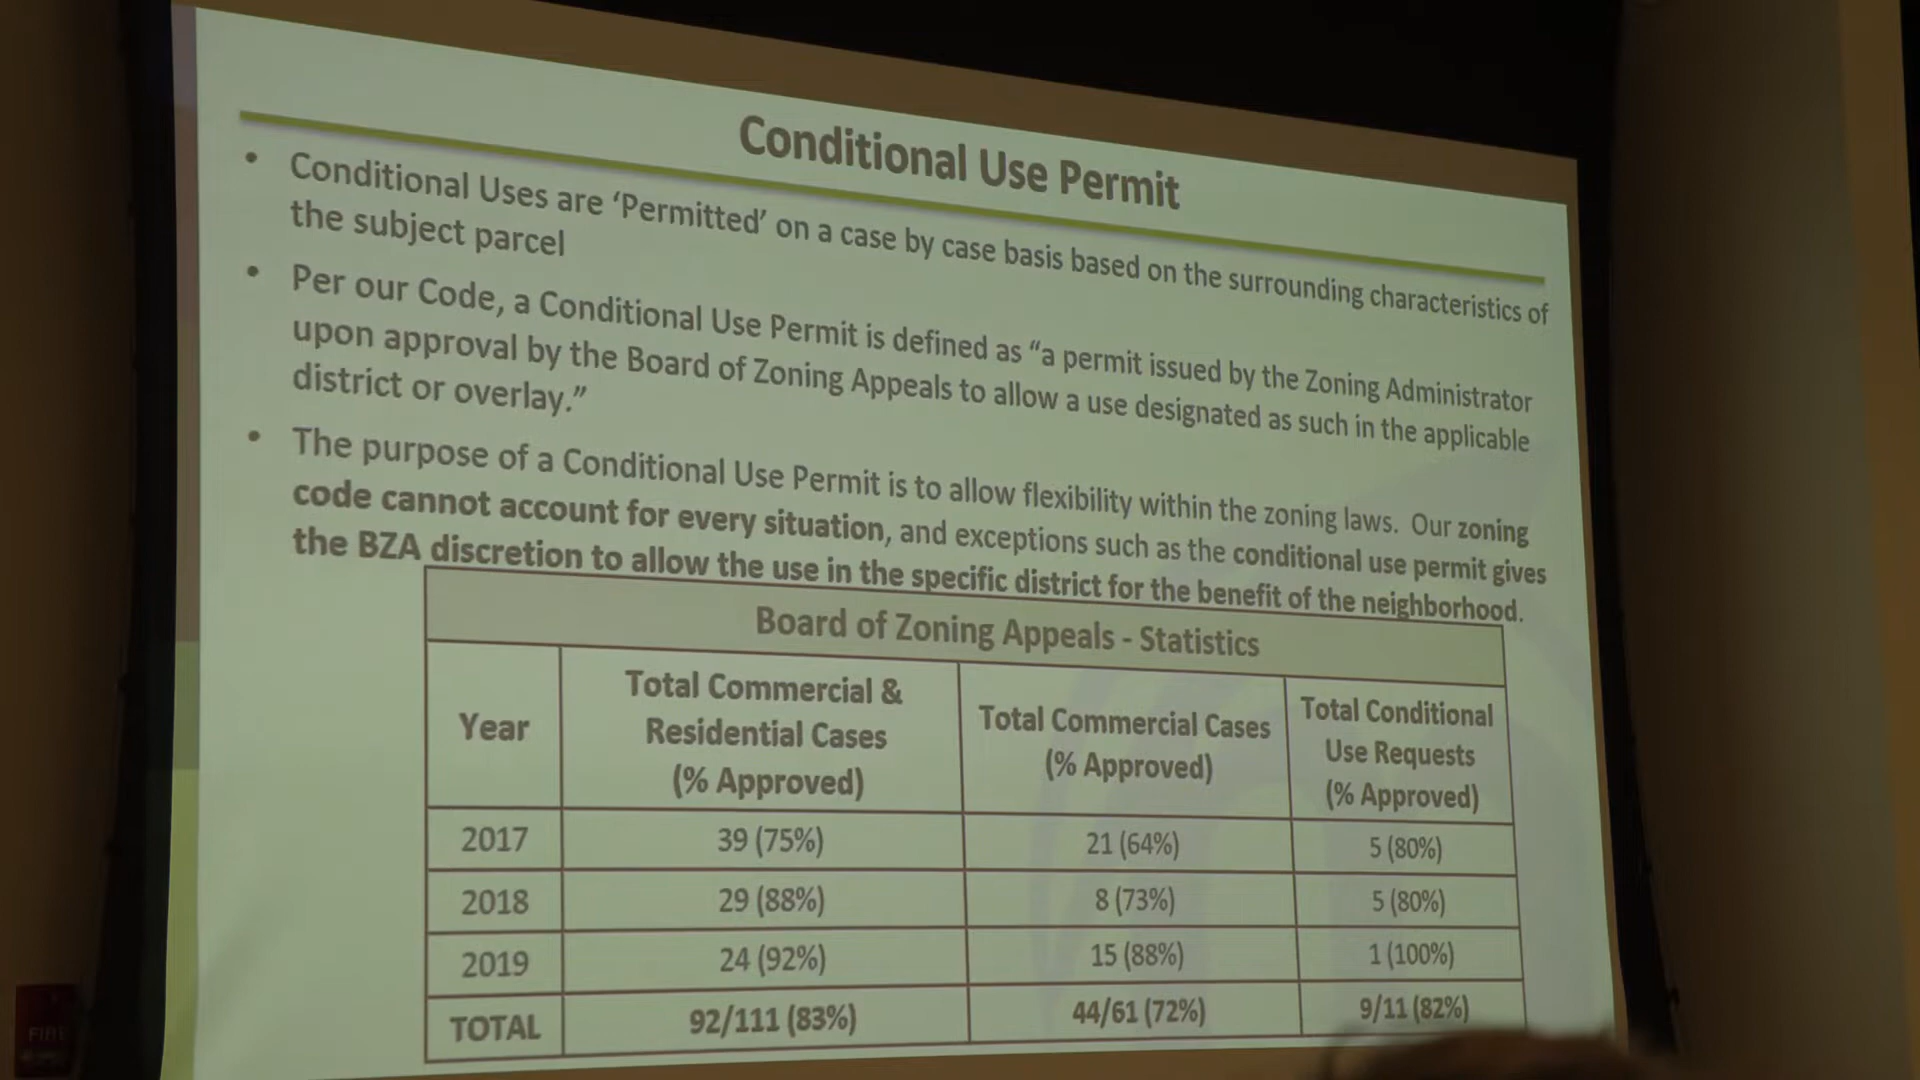 Conditional Use Permit
• Conditional Uses are ‘Permitted’ on a case by case basis based on the surrounding characteristics of
the subject parcel
• Per our Code, a Conditional Use Permit is defined as “a permit issued by the Zoning Administrator
upon approval by the Board of Zoning Appeals to allow a use designated as such in the applicable
district or overlay.”
• The purpose of a Conditional Use Permit is to allow flexibility within the zoning laws. Our zoning
code cannot account for every situation, and exceptions such as the conditional use permit gives
the BZA discretion to allow the use in the specific district for the benefit of the neighborhood.
Board of Zoning Appeals - Statistics
Year
Total Commercial &
Residential Cases
(% Approved)
Total Commercial Cases
(% Approved)
Total Conditional
Use Requests
(% Approved)
2017 39 (75%) 21 (64%) 5 (80%)
2018 29 (88%) 8 (73%) 5 (80%)
2019 24 (92%) 15 (88%) 1 (100%)
TOTAL 92/111 (83%) 44/61 (72%) 9/11 (82%)
FIRE